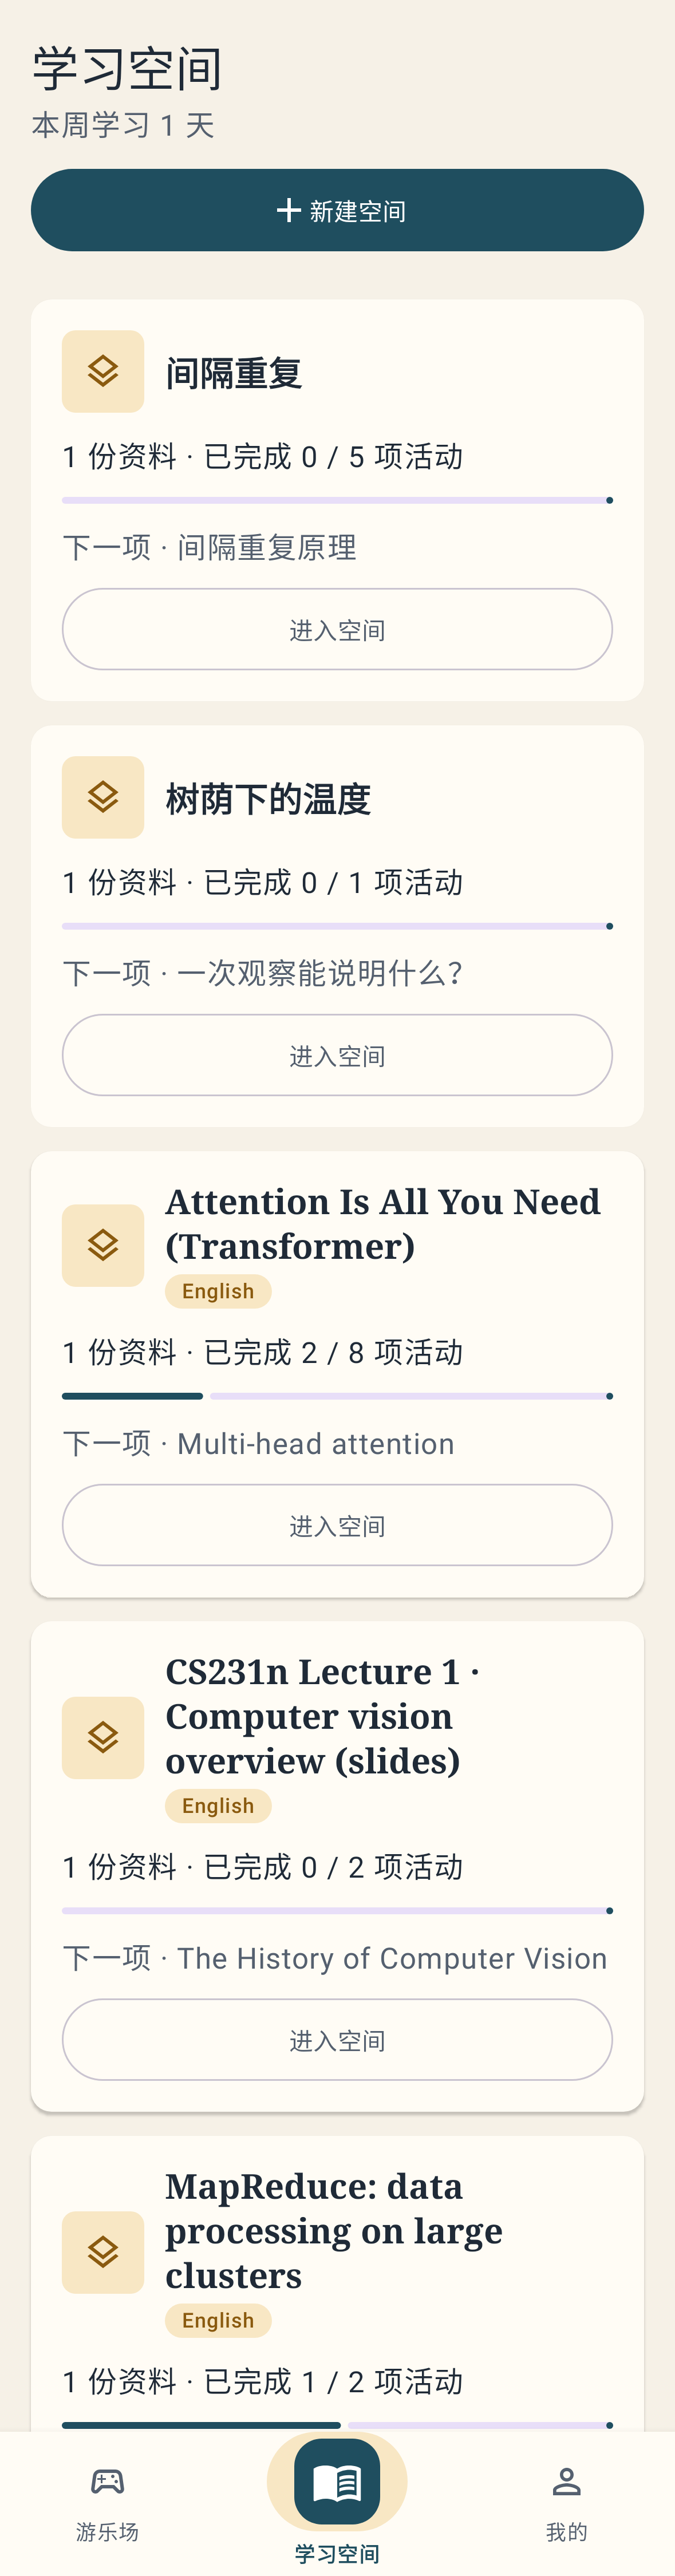 学习空间
本周学习 1 天
新建空间
间隔重复
1 份资料 · 已完成 0 / 5 项活动
下一项 · 间隔重复原理
进入空间
树荫下的温度
1 份资料 · 已完成 0 / 1 项活动
下一项 · 一次观察能说明什么?
进入空间
Attention Is All You Need
(Transformer)
English
1 份资料 · 已完成 2 / 8 项活动
下一项 · Multi-head attention
进入空间
CS231n Lecture 1 ·
Computer vision
overview (slides)
English
1 份资料 · 已完成 0 / 2 项活动
下一项 · The History of Computer Vision
进入空间
MapReduce: data
processing on large
clusters
English
1 份资料 · 已完成 1 / 2 项活动
游乐场
学习空间
我的